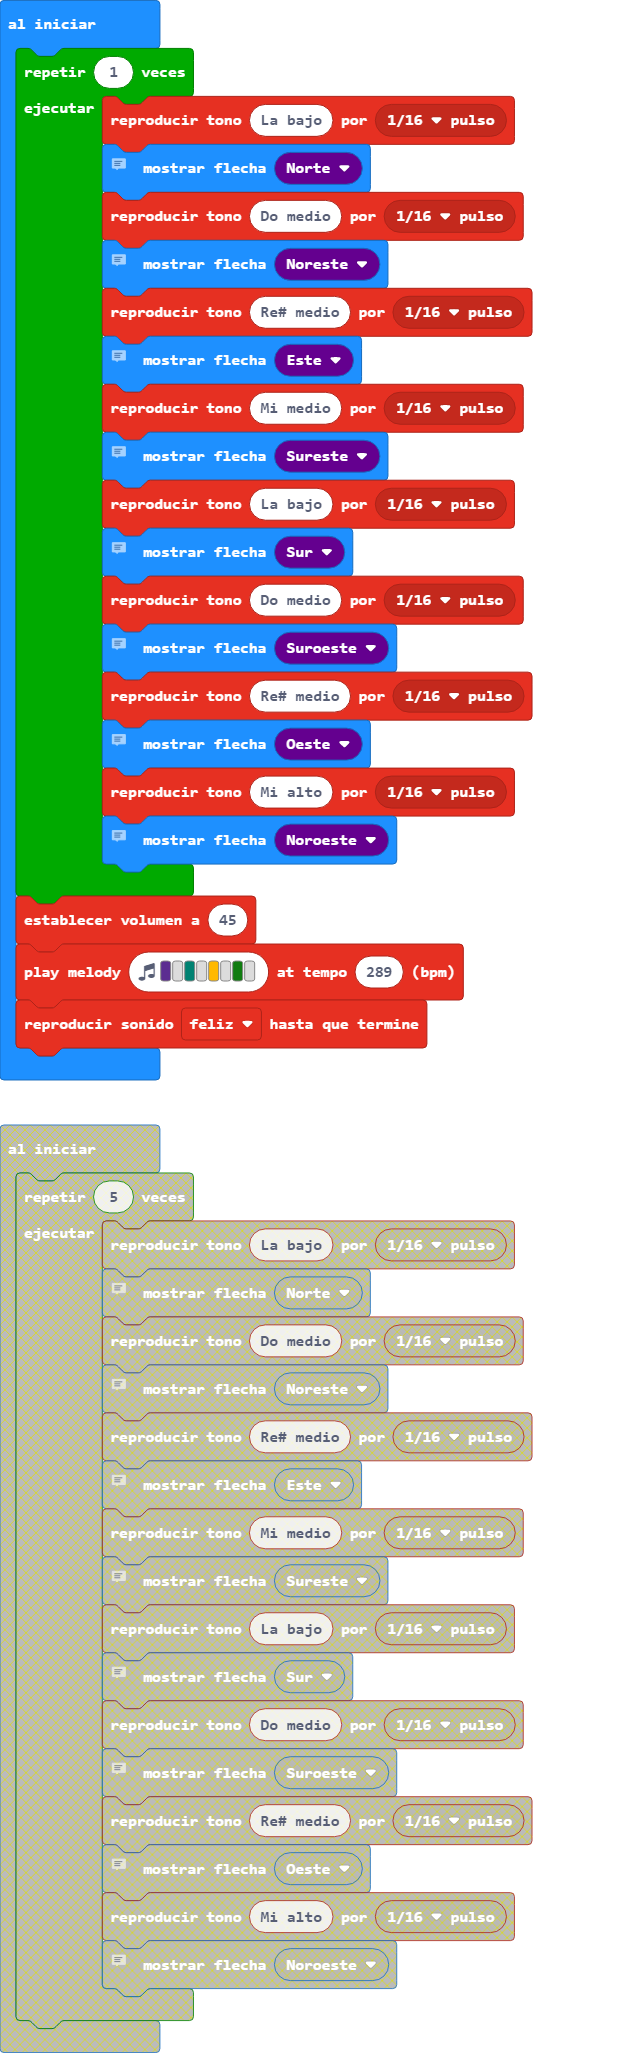 al iniciar
repetir 1 veces
ejecutar
reproducir tono La bajo por 1/16 pulso
mostrar flecha Norte
reproducir tono Do medio por 1/16 pulso
mostrar flecha Noreste
reproducir tono Re# medio por 1/16 pulso
mostrar flecha Este
reproducir tono Mi medio por 1/16 pulso
mostrar flecha Sureste
reproducir tono La bajo por 1/16 pulso
mostrar flecha Sur
reproducir tono Do medio por 1/16 pulso
mostrar flecha Suroeste
reproducir tono Re# medio por 1/16 pulso
mostrar flecha Oeste
reproducir tono Mi alto por 1/16 pulso
mostrar flecha Noroeste
establecer volumen a 45
play melody at tempo 289 (bpm)
reproducir sonido feliz hasta que termine
al iniciar
repetir 5 veces
ejecutar
reproducir tono La bajo por 1/16 pulso
mostrar flecha Norte
reproducir tono Do medio por 1/16 pulso
mostrar flecha Noreste
reproducir tono Re# medio por 1/16 pulso
mostrar flecha Este
reproducir tono Mi medio por 1/16 pulso
mostrar flecha Sureste
reproducir tono La bajo por 1/16 pulso
mostrar flecha Sur
reproducir tono Do medio por 1/16 pulso
mostrar flecha Suroeste
reproducir tono Re# medio por 1/16 pulso
mostrar flecha Oeste
reproducir tono Mi alto por 1/16 pulso
mostrar flecha Noroeste